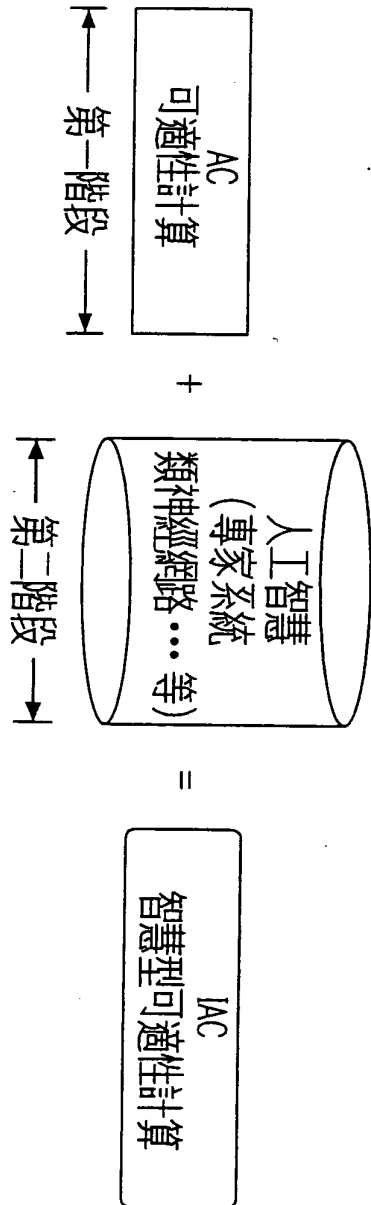 AC
可適性計算
第一階段
+
人工智慧
(專家系統
類神經網路…等)
第二階段
=
IAC
智慧型可適性計算